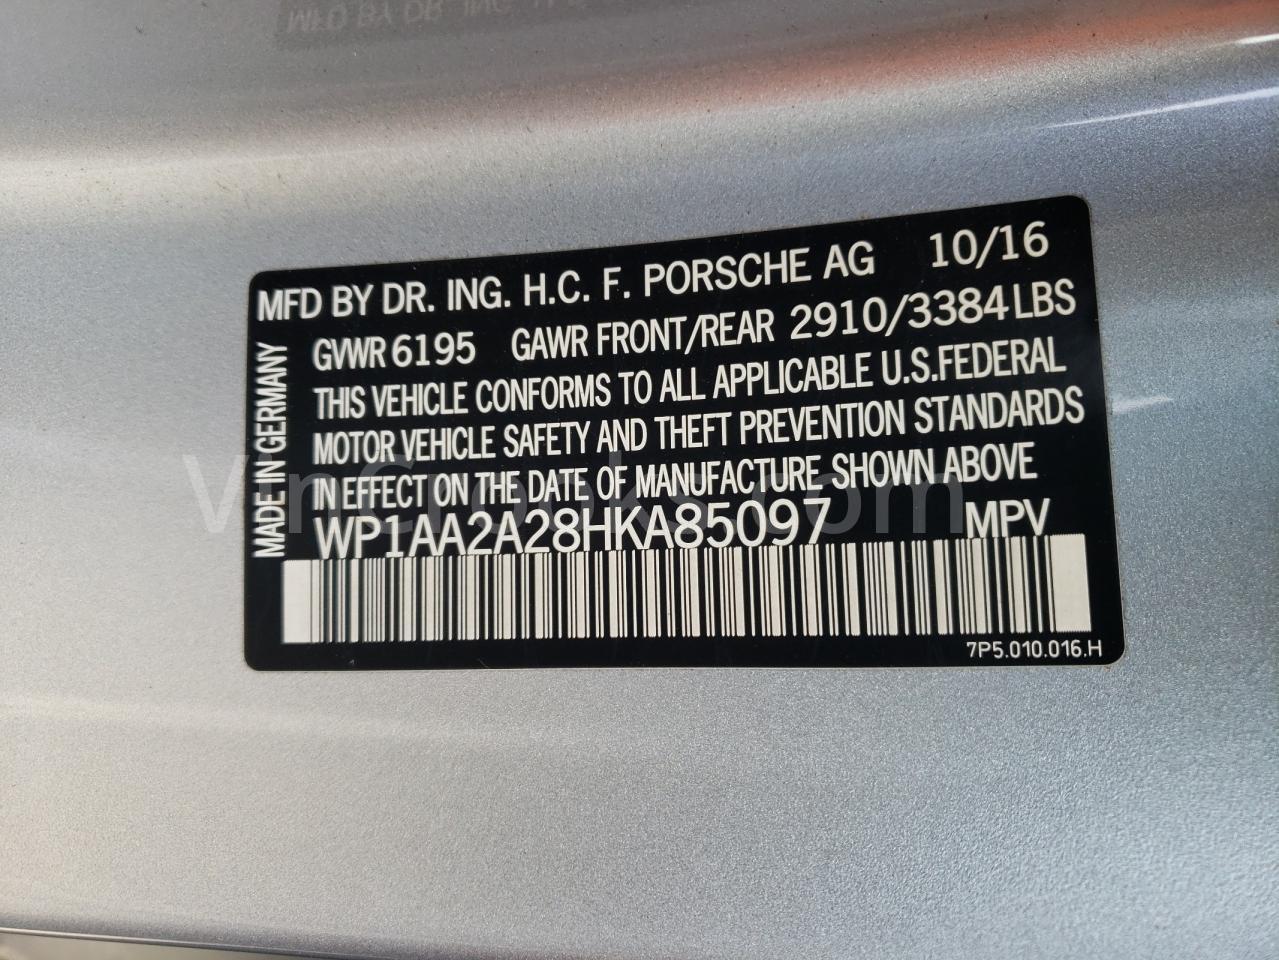 MFD BY DR. ING. H.C. F. PORSCHE AG 10/16
GVWR 6195 GAWR FRONT/REAR 2910/3384 LBS
THIS VEHICLE CONFORMS TO ALL APPLICABLE U.S.FEDERAL
MOTOR VEHICLE SAFETY AND THEFT PREVENTION STANDARDS
IN EFFECT ON THE DATE OF MANUFACTURE SHOWN ABOVE
WP1AA2A28HKA85097 MPV
7P5.010.016.H
MADE IN GERMANY
VinCrooks.com